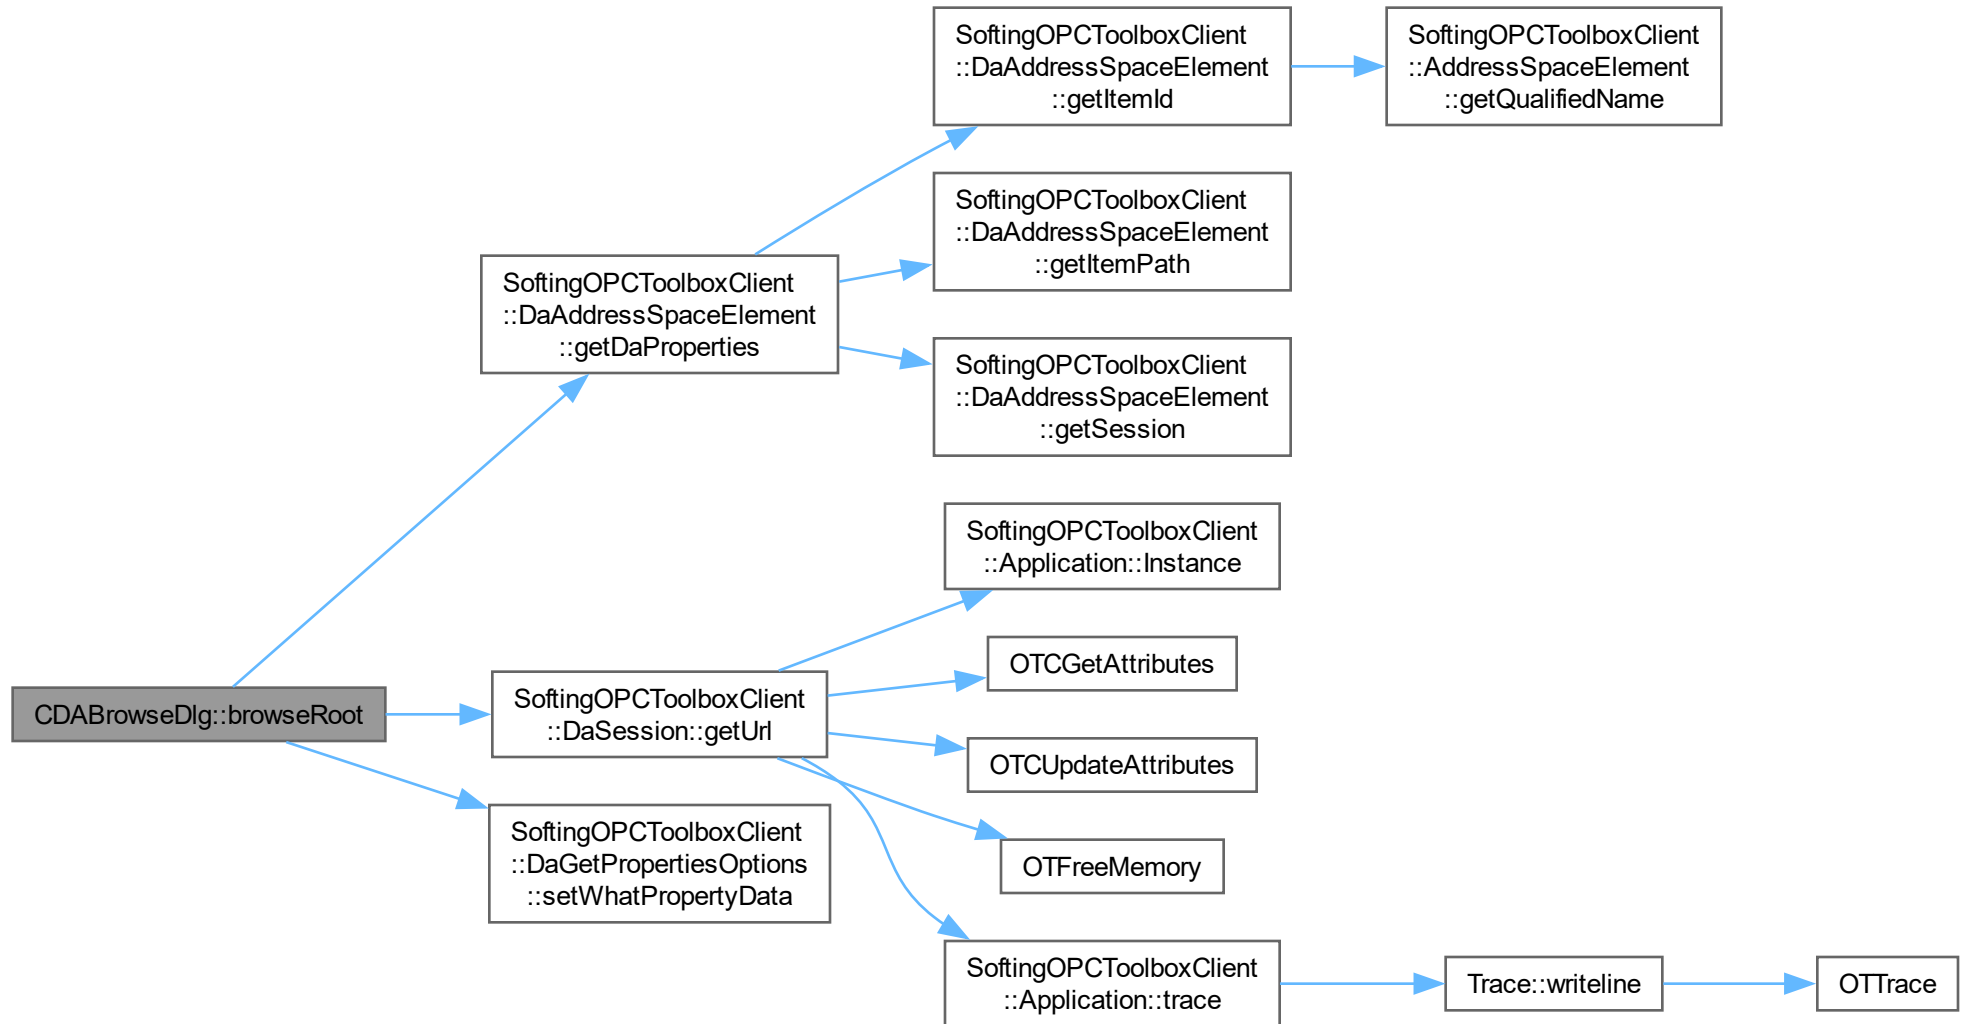 SoftingOPCToolboxClient
::DaAddressSpaceElement
::getItemId
SoftingOPCToolboxClient
::AddressSpaceElement
::getQualifiedName
SoftingOPCToolboxClient
::DaAddressSpaceElement
::getItemPath
SoftingOPCToolboxClient
::DaAddressSpaceElement
::getDaProperties
SoftingOPCToolboxClient
::DaAddressSpaceElement
::getSession
SoftingOPCToolboxClient
::Application::Instance
OTCGetAttributes
CDABrowseDlg::browseRoot
SoftingOPCToolboxClient
::DaSession::getUrl
OTCUpdateAttributes
SoftingOPCToolboxClient
::DaGetPropertiesOptions
::setWhatPropertyData
OTFreeMemory
SoftingOPCToolboxClient
::Application::trace
Trace::writeline
OTTrace